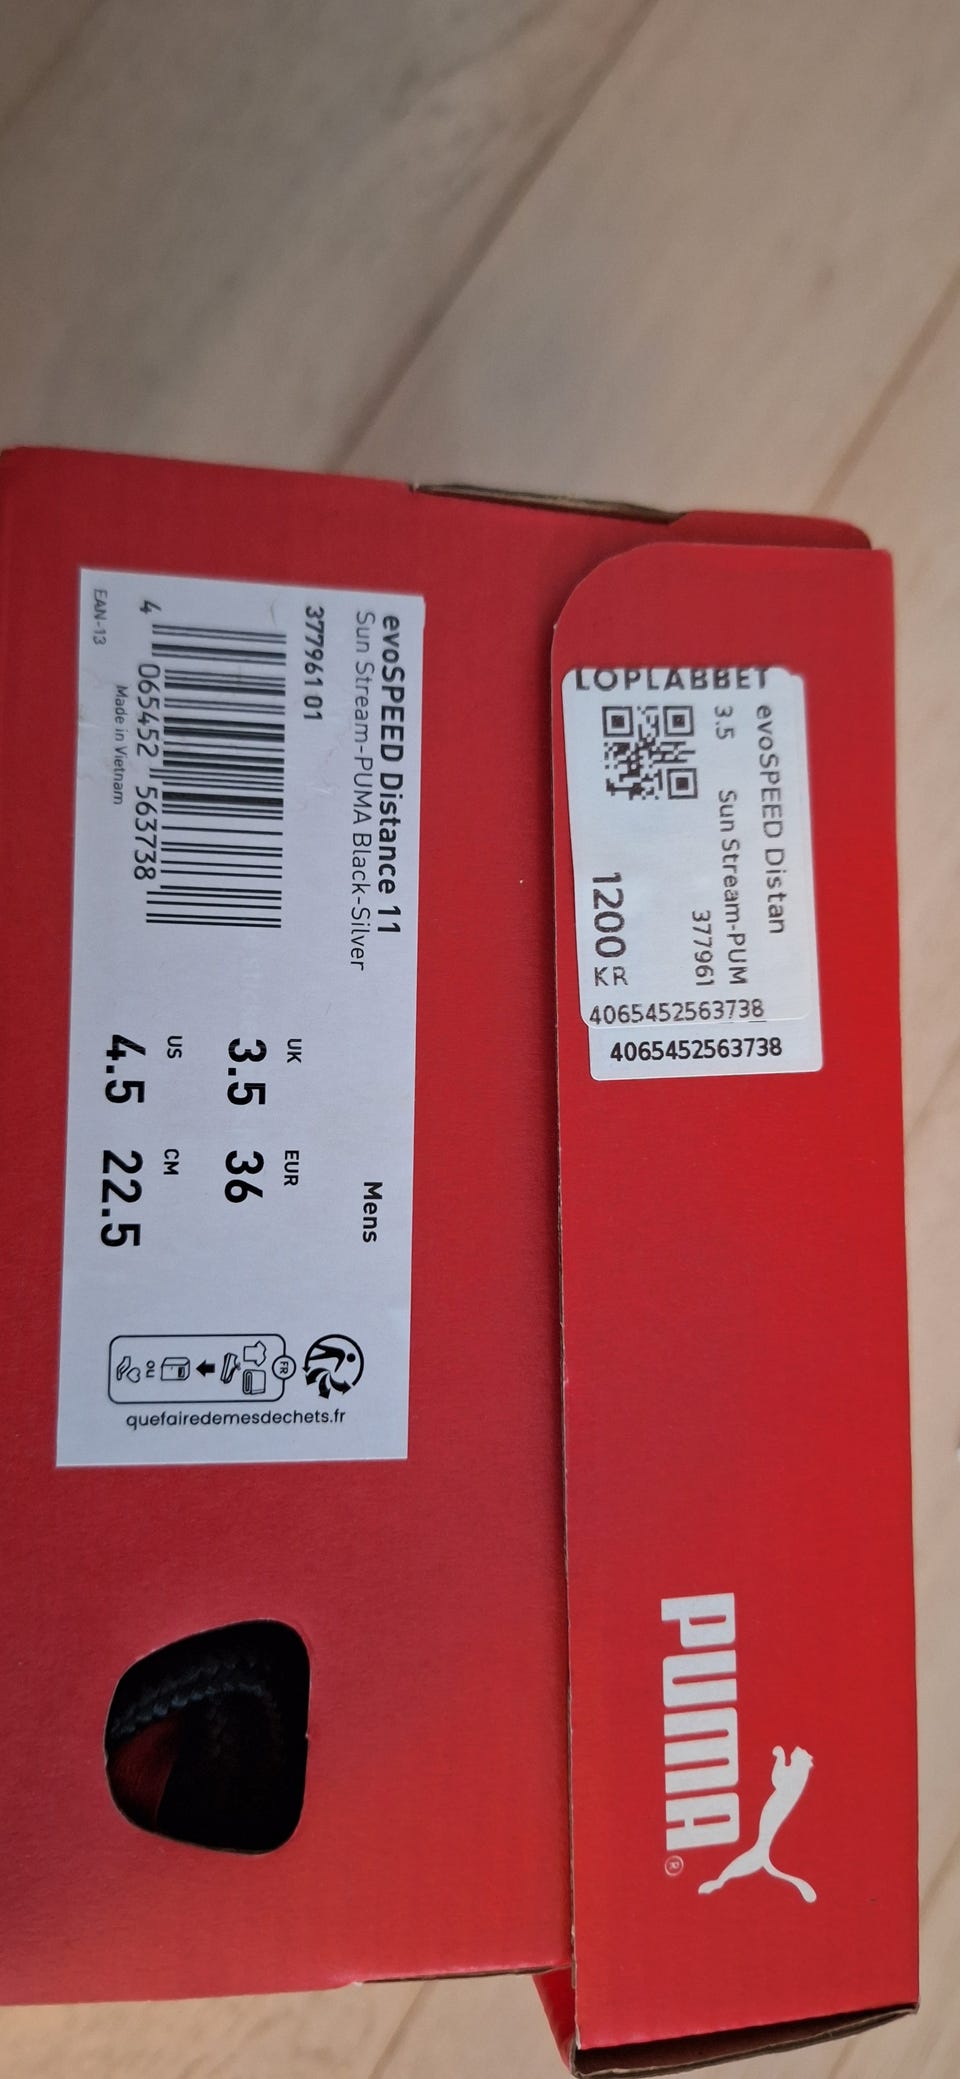 LOPLABBET
evoSPEED Distan
3.5 Sun Stream-PUM
377961
1200 KR
4065452563738
4065452563738
PUMA®
evoSPEED Distance 11
Sun Stream-PUMA Black-Silver
377961 01
4 065452 563738
EAN-13
Made in Vietnam
Mens
UK EUR
3.5 36
US CM
4.5 22.5
FR
OU
quefairedemesdechets.fr